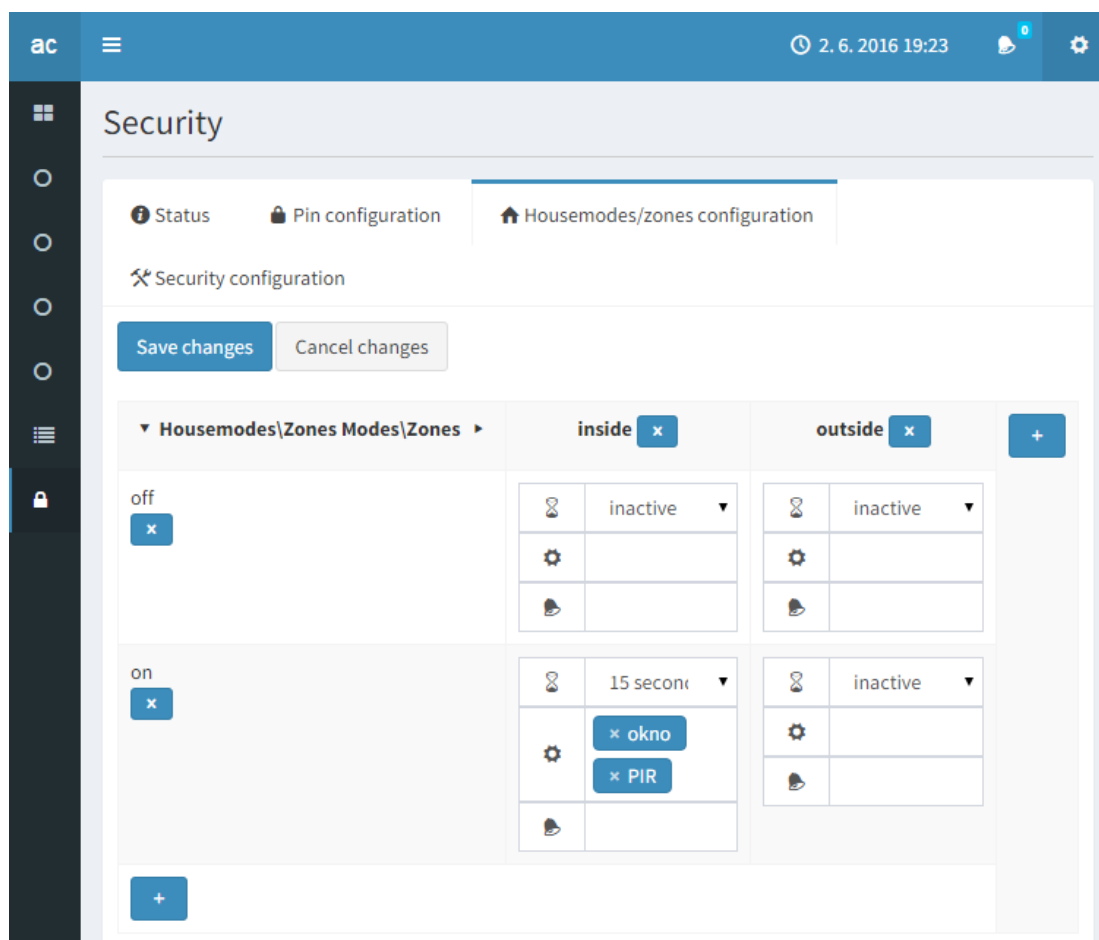 ac 2. 6. 2016 19:23 0
Security
Status Pin configuration Housemodes/zones configuration
Security configuration
Save changes Cancel changes
Housemodes\Zones Modes\Zones inside × outside × +
off inactive inactive
×
on 15 secon inactive
×
× okno
× PIR
+